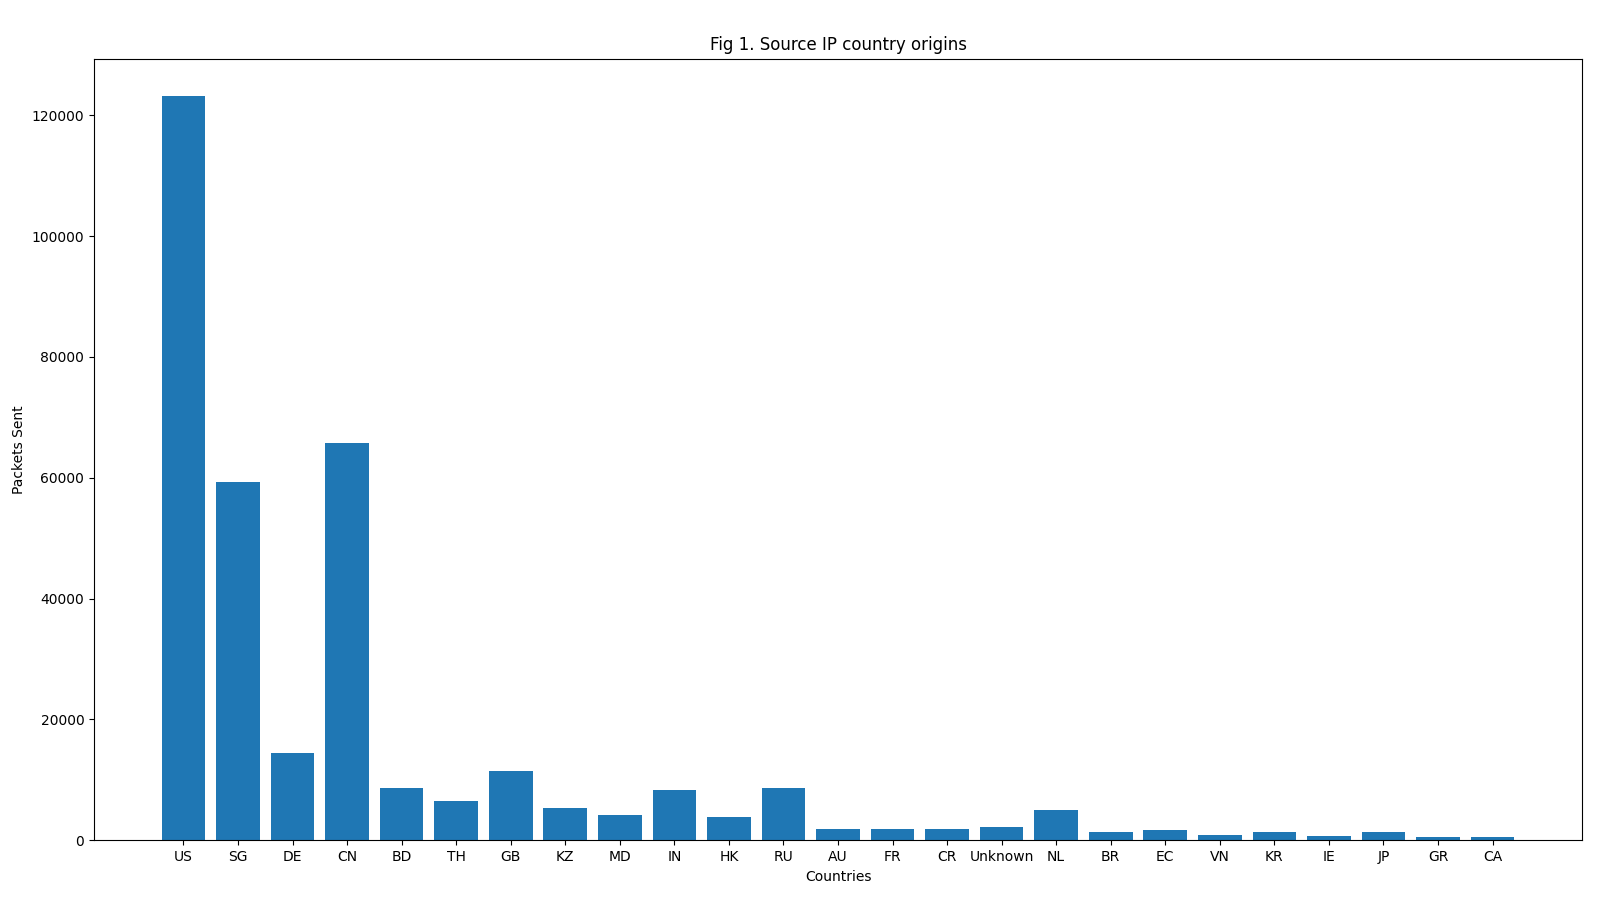 Fig 1. Source IP country origins
120000
100000
80000
60000
40000
20000
0
Packets Sent
US SG DE CN BD TH GB KZ MD IN HK RU AU FR CR Unknown NL BR EC VN KR IE JP GR CA
Countries